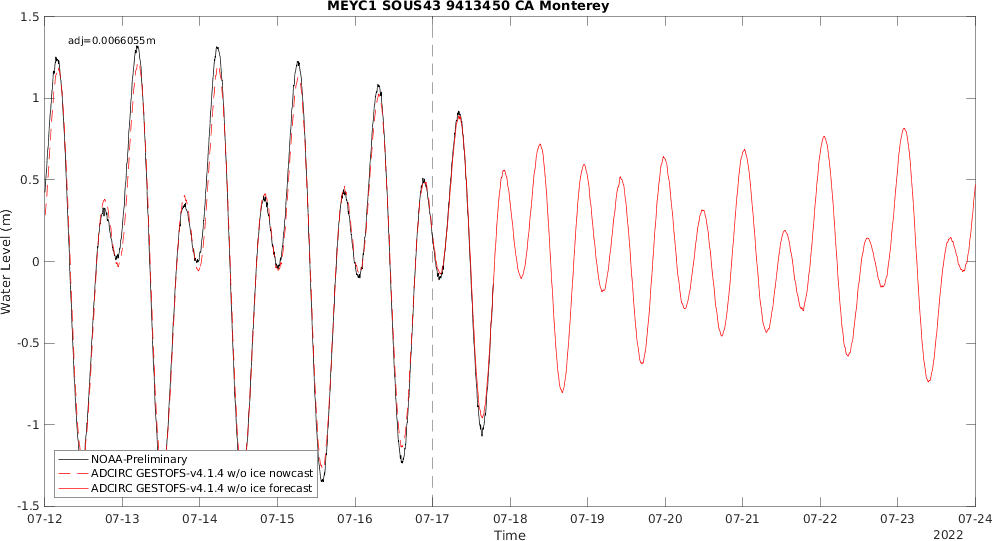 MEYC1 SOUS43 9413450 CA Monterey
adj=0.0066055m
1.5
1
0.5
0
-0.5
-1
-1.5
Water Level (m)
NOAA-Preliminary
ADCIRC GESTOFS-v4.1.4 w/o ice nowcast
ADCIRC GESTOFS-v4.1.4 w/o ice forecast
07-12 07-13 07-14 07-15 07-16 07-17 07-18 07-19 07-20 07-21 07-22 07-23 07-24
Time
2022